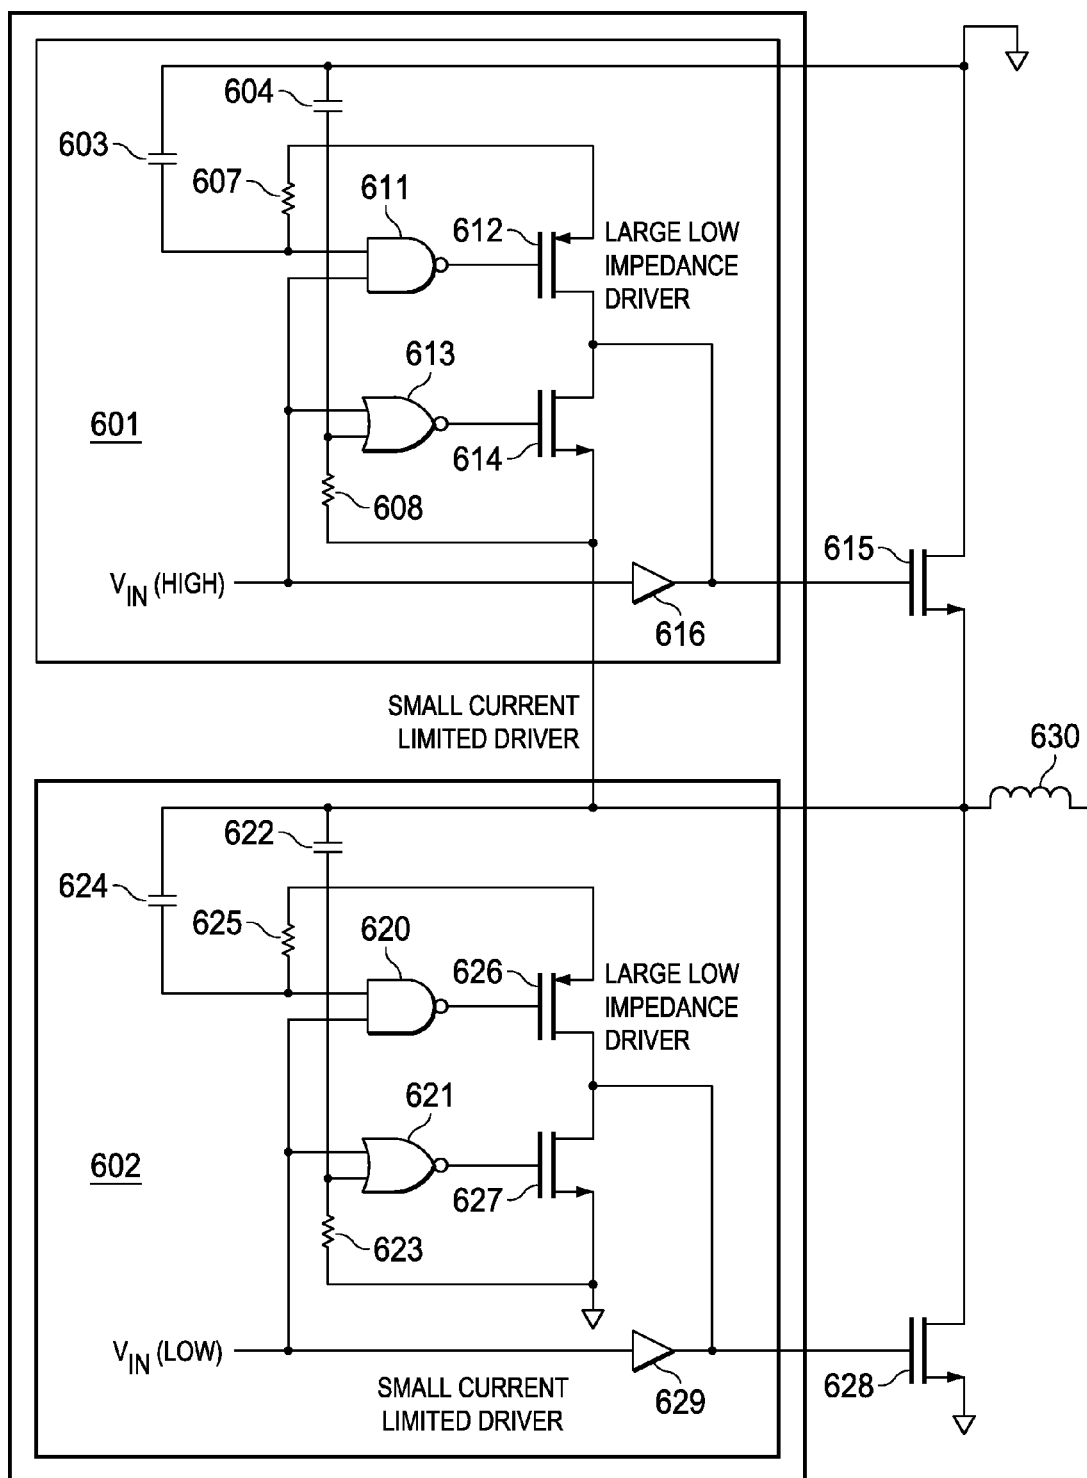 604
603
607
611
612
LARGE LOW
IMPEDANCE
DRIVER
613
601
614
608
615
V_IN (HIGH)
616
SMALL CURRENT
LIMITED DRIVER
630
622
624
625
620
626
LARGE LOW
IMPEDANCE
DRIVER
621
602
627
623
V_IN (LOW)
629
628
SMALL CURRENT
LIMITED DRIVER